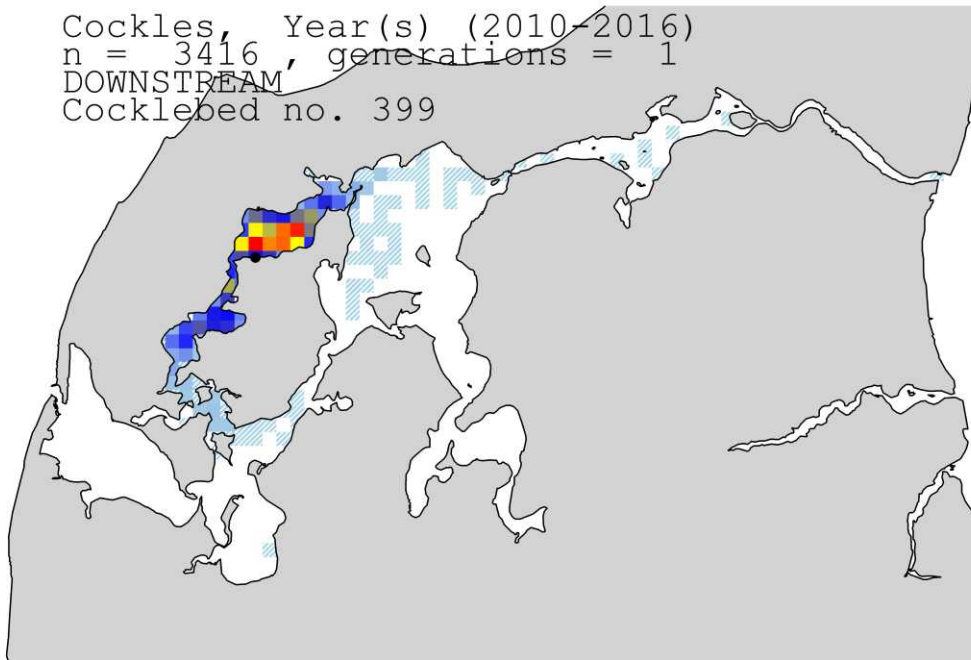 Cockles, Year(s) (2010-2016)
n = 3416 , generations = 1
DOWNSTREAM
Cocklebed no. 399